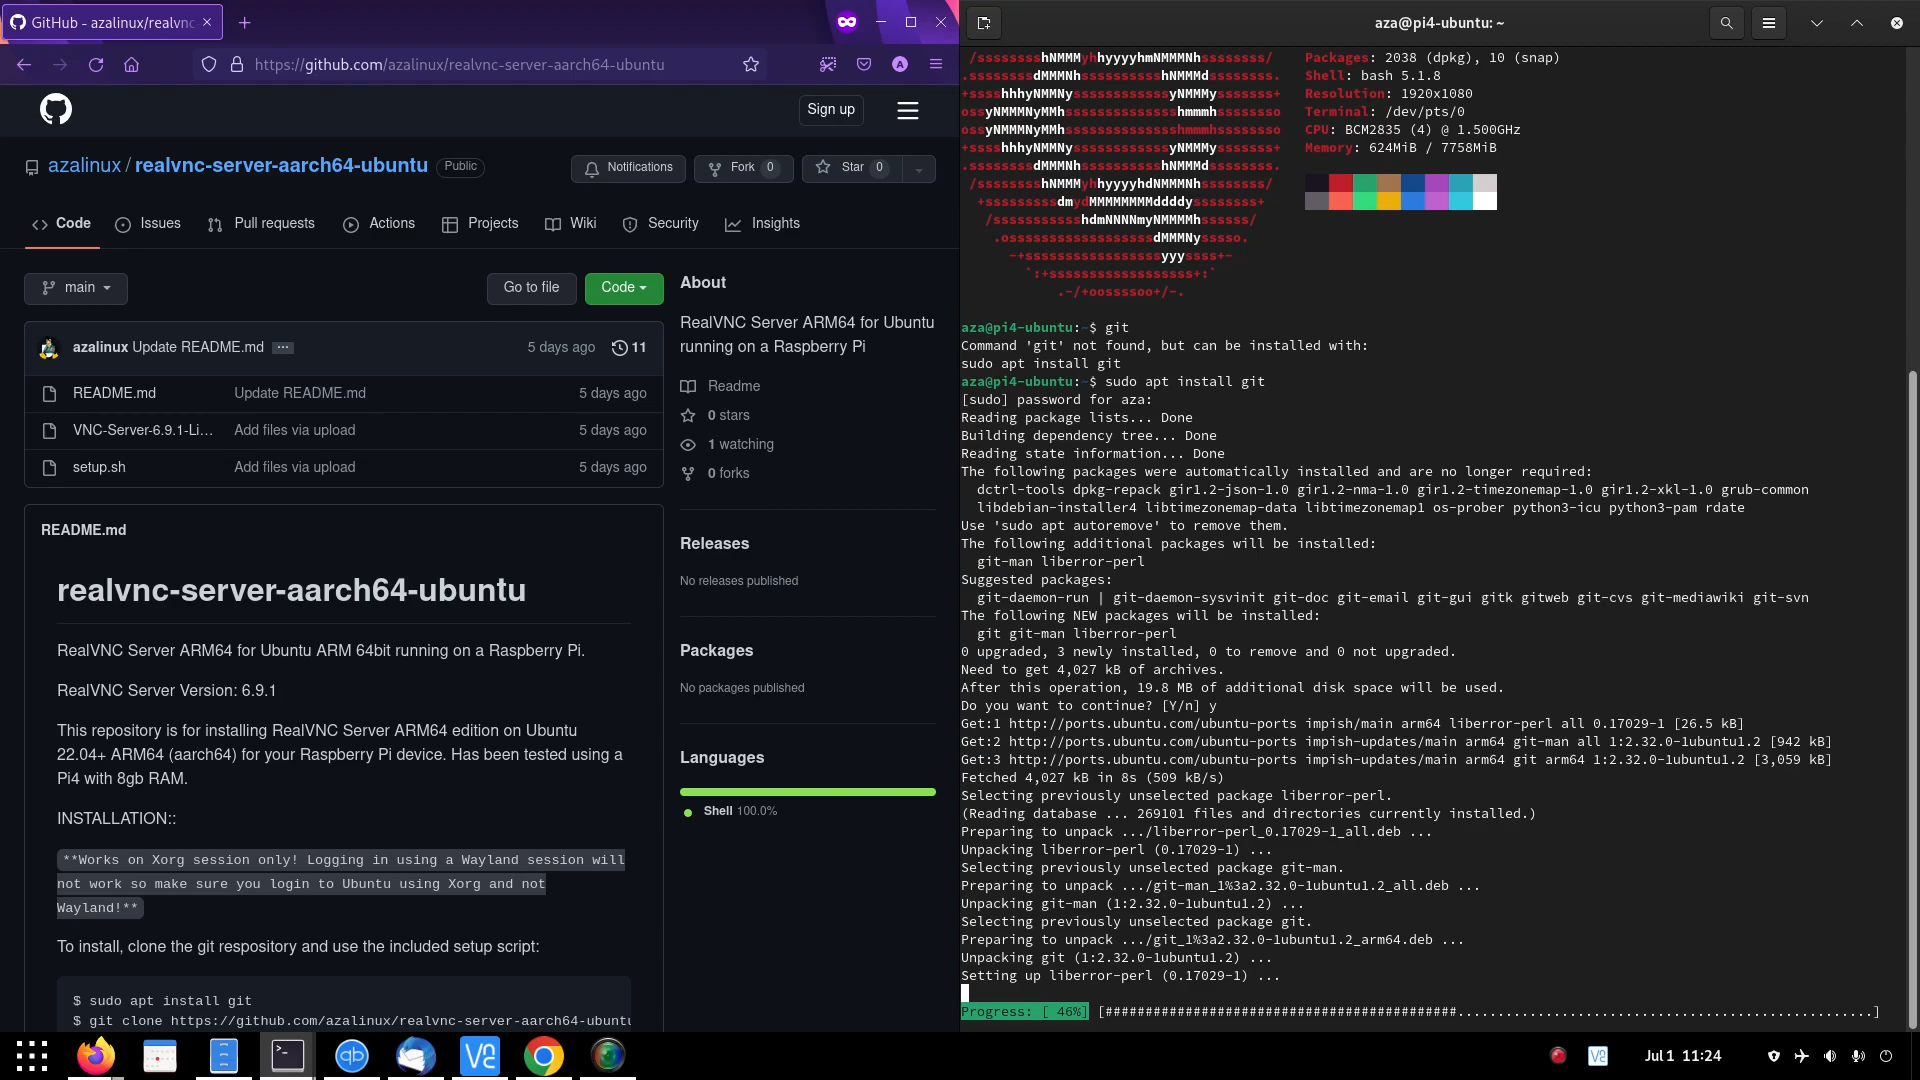 GitHub - azalinux/realvnc-
https://github.com/azalinux/realvnc-server-aarch64-ubuntu
Sign up
azalinux / realvnc-server-aarch64-ubuntu Public
Notifications
Fork 0
Star 0
Code
Issues
Pull requests
Actions
Projects
Wiki
Security
Insights
main
Go to file
Code
azalinux Update README.md ... 5 days ago 11
README.md Update README.md 5 days ago
VNC-Server-6.9.1-Li... Add files via upload 5 days ago
setup.sh Add files via upload 5 days ago
README.md
realvnc-server-aarch64-ubuntu
RealVNC Server ARM64 for Ubuntu ARM 64bit running on a Raspberry Pi.
RealVNC Server Version: 6.9.1
This repository is for installing RealVNC Server ARM64 edition on Ubuntu
22.04+ ARM64 (aarch64) for your Raspberry Pi device. Has been tested using a
Pi4 with 8gb RAM.
INSTALLATION::
**Works on Xorg session only! Logging in using a Wayland session will
not work so make sure you login to Ubuntu using Xorg and not
Wayland!**
To install, clone the git respository and use the included setup script:
$ sudo apt install git
$ git clone https://github.com/azalinux/realvnc-server-aarch64-ubuntu
About
RealVNC Server ARM64 for Ubuntu
running on a Raspberry Pi
Readme
0 stars
1 watching
0 forks
Releases
No releases published
Packages
No packages published
Languages
Shell 100.0%
aza@pi4-ubuntu: ~
/sssssssshNMMMyhhyyyyhmNMMMNhssssssss/ Packages: 2038 (dpkg), 10 (snap)
.ssssssssdMMMNhsssssssssshNMMMdssssssss. Shell: bash 5.1.8
+sssshhhyNMMNyssssssssssssyNMMMysssssss+ Resolution: 1920x1080
ossyNMMMNyMMhsssssssssssssshmmmhssssssso Terminal: /dev/pts/0
ossyNMMMNyMMhsssssssssssssshmmmhssssssso CPU: BCM2835 (4) @ 1.500GHz
+sssshhhyNMMNyssssssssssssyNMMMysssssss+ Memory: 624MiB / 7758MiB
.ssssssssdMMMNhsssssssssshNMMMdssssssss.
/sssssssshNMMMyhhyyyyhdNMMMNhssssssss/
+sssssssssdmydMMMMMMMMddddyssssssss+
/ssssssssssshdmNNNNmyNMMMMhssssss/
.ossssssssssssssssssdMMMNysssso.
-+sssssssssssssssssyyyssss+-
`:+ssssssssssssssssss+:`
.-/+oossssoo+/-.
aza@pi4-ubuntu:~$ git
Command 'git' not found, but can be installed with:
sudo apt install git
aza@pi4-ubuntu:~$ sudo apt install git
[sudo] password for aza:
Reading package lists... Done
Building dependency tree... Done
Reading state information... Done
The following packages were automatically installed and are no longer required:
dctrl-tools dpkg-repack gir1.2-json-1.0 gir1.2-nma-1.0 gir1.2-timezonemap-1.0 gir1.2-xkl-1.0 grub-common
libdebian-installer4 libtimezonemap-data libtimezonemap1 os-prober python3-icu python3-pam rdate
Use 'sudo apt autoremove' to remove them.
The following additional packages will be installed:
git-man liberror-perl
Suggested packages:
git-daemon-run | git-daemon-sysvinit git-doc git-email git-gui gitk gitweb git-cvs git-mediawiki git-svn
The following NEW packages will be installed:
git git-man liberror-perl
0 upgraded, 3 newly installed, 0 to remove and 0 not upgraded.
Need to get 4,027 kB of archives.
After this operation, 19.8 MB of additional disk space will be used.
Do you want to continue? [Y/n] y
Get:1 http://ports.ubuntu.com/ubuntu-ports impish/main arm64 liberror-perl all 0.17029-1 [26.5 kB]
Get:2 http://ports.ubuntu.com/ubuntu-ports impish-updates/main arm64 git-man all 1:2.32.0-1ubuntu1.2 [942 kB]
Get:3 http://ports.ubuntu.com/ubuntu-ports impish-updates/main arm64 git arm64 1:2.32.0-1ubuntu1.2 [3,059 kB]
Fetched 4,027 kB in 8s (509 kB/s)
Selecting previously unselected package liberror-perl.
(Reading database ... 269101 files and directories currently installed.)
Preparing to unpack .../liberror-perl_0.17029-1_all.deb ...
Unpacking liberror-perl (0.17029-1) ...
Selecting previously unselected package git-man.
Preparing to unpack .../git-man_1%3a2.32.0-1ubuntu1.2_all.deb ...
Unpacking git-man (1:2.32.0-1ubuntu1.2) ...
Selecting previously unselected package git.
Preparing to unpack .../git_1%3a2.32.0-1ubuntu1.2_arm64.deb ...
Unpacking git (1:2.32.0-1ubuntu1.2) ...
Setting up liberror-perl (0.17029-1) ...
Progress: [ 46%] [############################################....................................................]
Jul 1 11:24